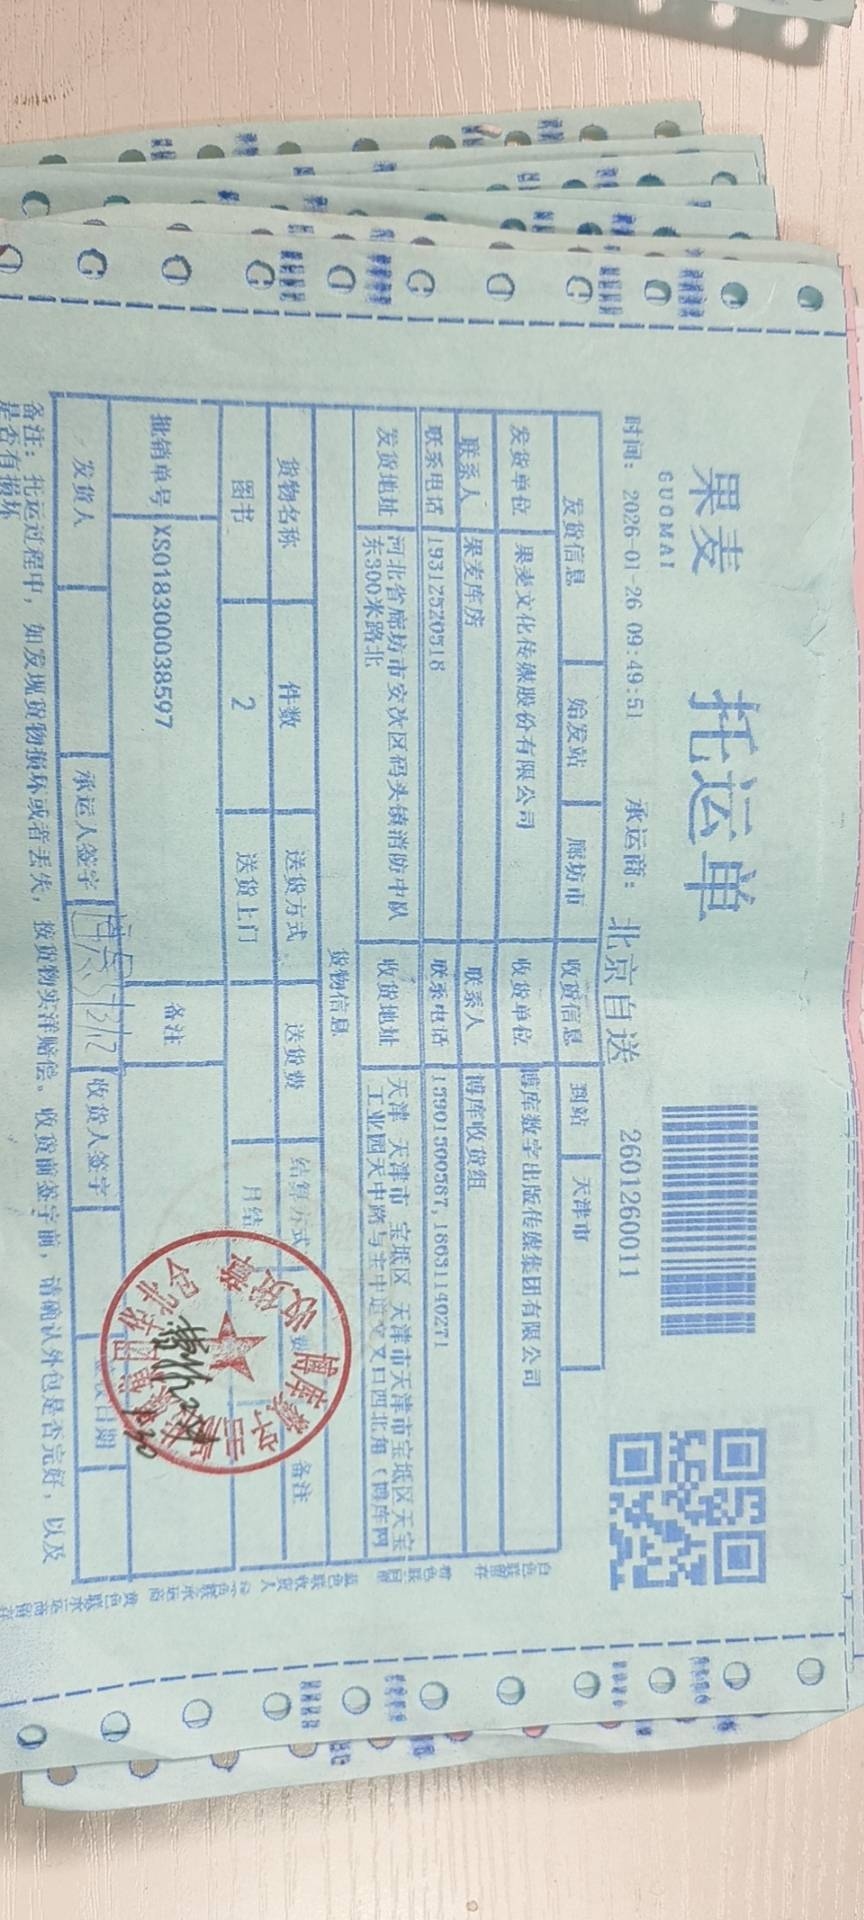 果麦 托运单
GUOMAI
时间: 2026-01-26 09:49:51 承运商: 北京自送 2601260011
发货信息 始发站 廊坊市 收货信息 到站 天津市
发货单位 果麦文化传媒股份有限公司 收货单位 博库数字出版传媒集团有限公司
联系人 果麦库房 联系人 博库收货组
联系电话 19312520518 联系电话 15901500567, 18631140271
发货地址 河北省廊坊市安次区码头镇消防中队 收货地址 天津 天津市 宝坻区 天津市天津市宝坻区天宝
东300米路北 工业园天中路与宝中道交叉口西北角（博库网
货物信息
货物名称 件数 送货方式 送货费 结算方式 备注
图书 2 送货上门 月结
批销单号 XS018300038597 备注
发货人 承运人签字 收货人签字 签收日期
备注: 托运过程中, 如发现货物损坏或者丢失, 按货物实洋赔偿。收货前签字前, 请确认外包是否完好, 以及
是否有损坏
收货章